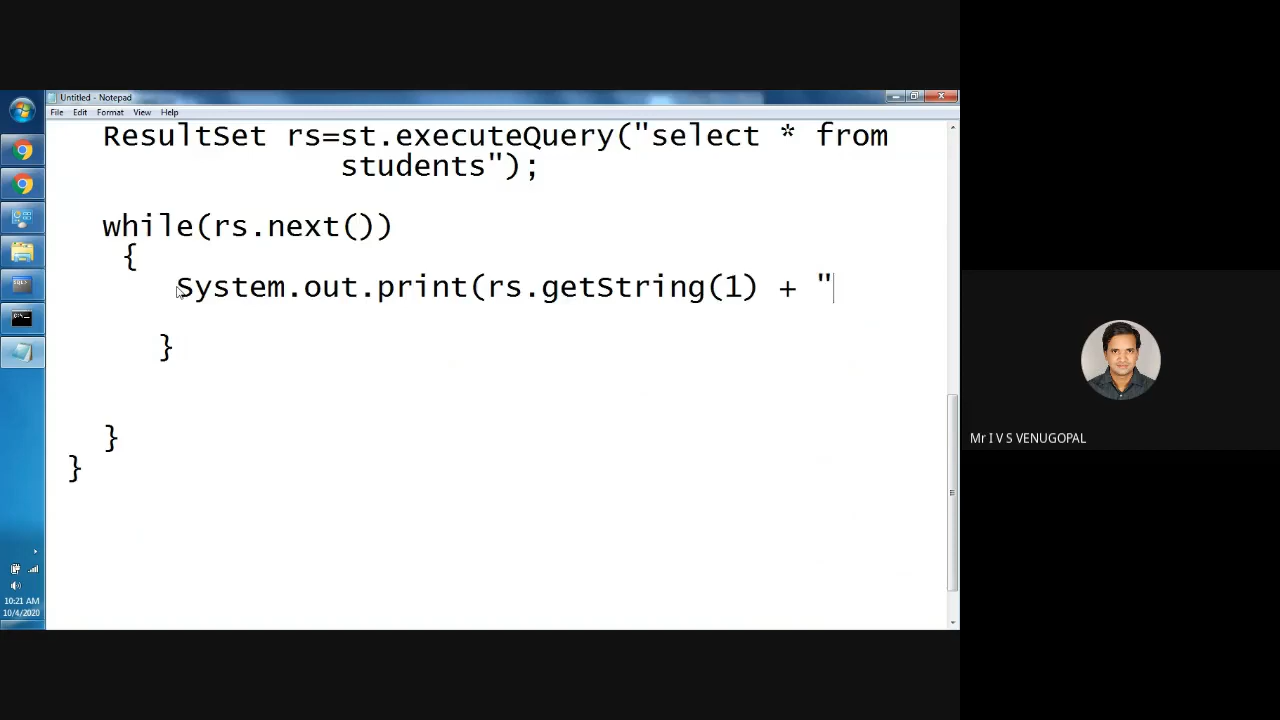 Untitled - Notepad
File Edit Format View Help
ResultSet rs=st.executeQuery("select * from
students");
while(rs.next())
{
System.out.print(rs.getString(1) + "
}
}
}
Mr I V S VENUGOPAL
10:21 AM
10/4/2020